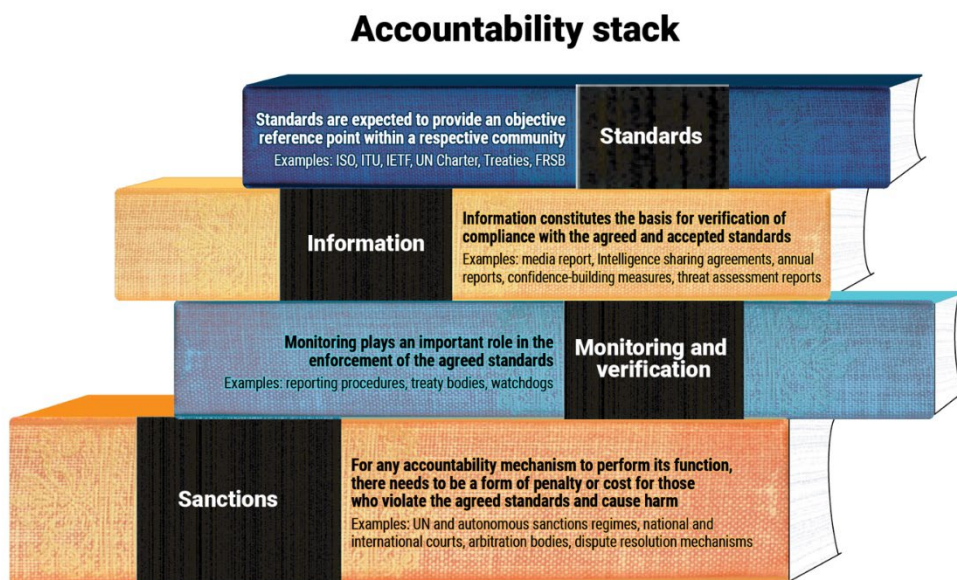 Accountability stack
Standards are expected to provide an objective
reference point within a respective community
Examples: ISO, ITU, IETF, UN Charter, Treaties, FRSB
Standards
Information
Information constitutes the basis for verification of
compliance with the agreed and accepted standards
Examples: media report, Intelligence sharing agreements, annual
reports, confidence-building measures, threat assessment reports
Monitoring plays an important role in the
enforcement of the agreed standards
Examples: reporting procedures, treaty bodies, watchdogs
Monitoring and
verification
Sanctions
For any accountability mechanism to perform its function,
there needs to be a form of penalty or cost for those
who violate the agreed standards and cause harm
Examples: UN and autonomous sanctions regimes, national and
international courts, arbitration bodies, dispute resolution mechanisms